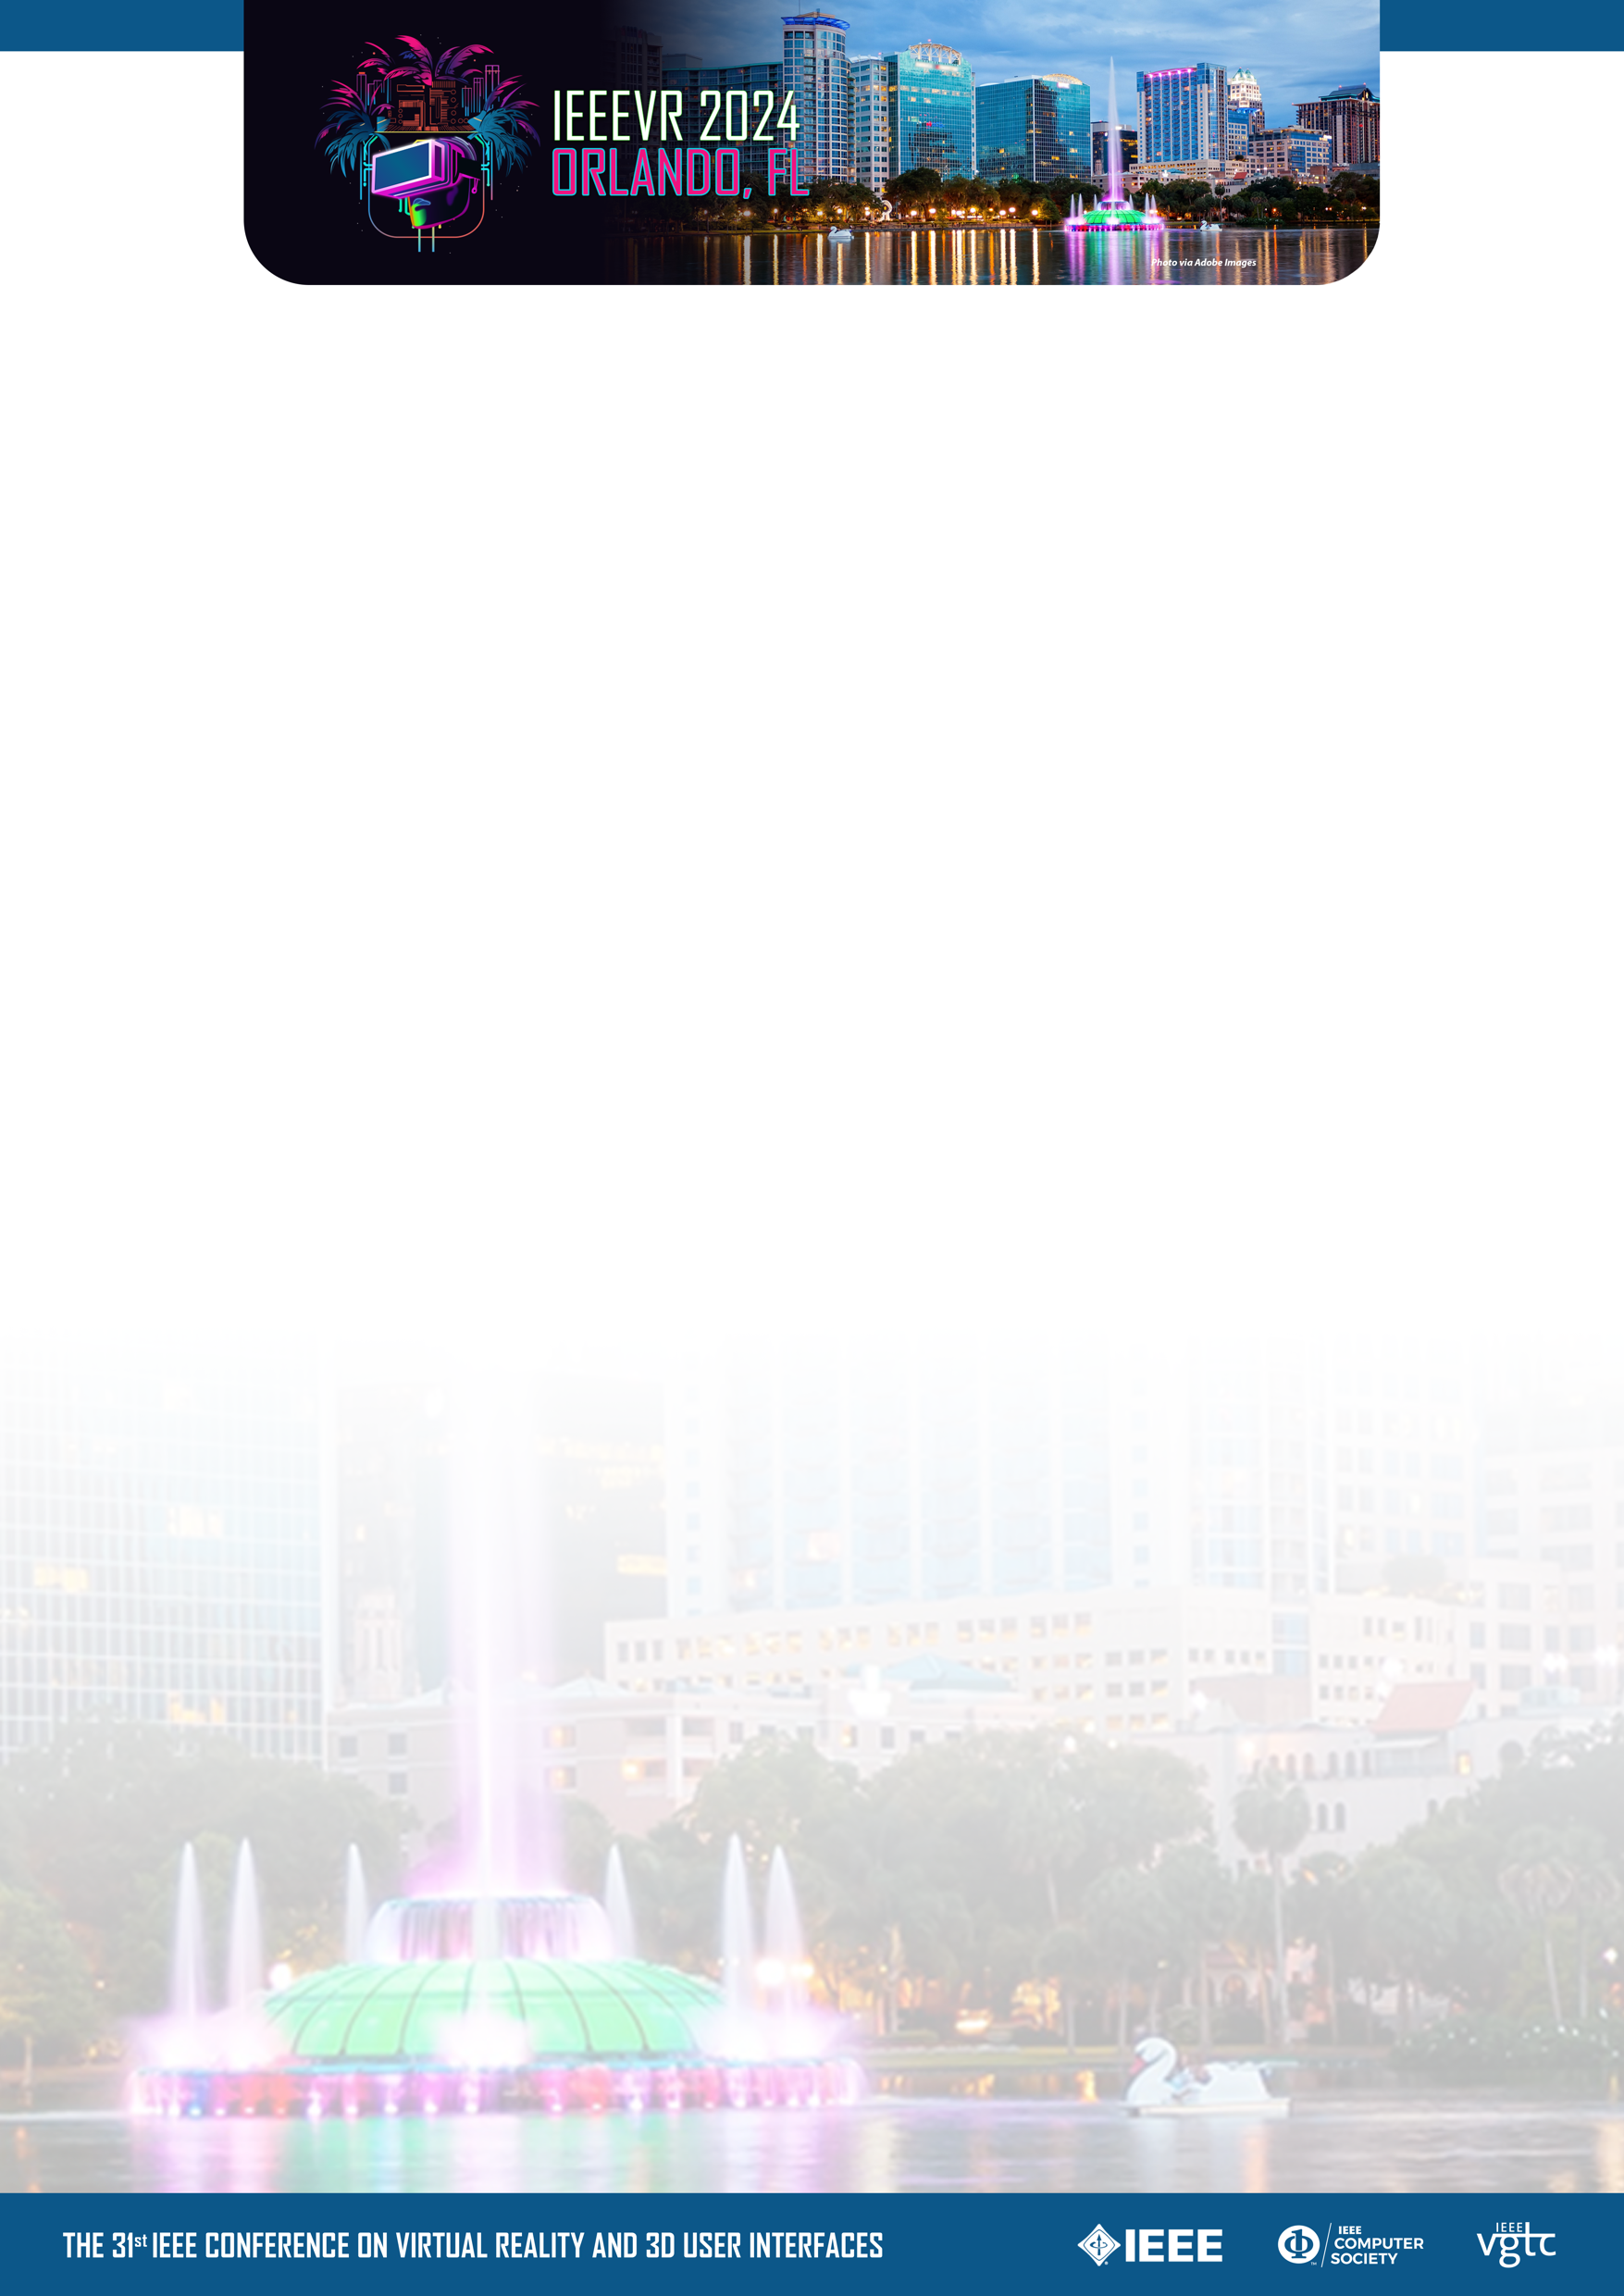 IEEEVR 2024
ORLANDO, FL
Photo via Adobe Images
THE 31st IEEE CONFERENCE ON VIRTUAL REALITY AND 3D USER INTERFACES
IEEE
IEEE
COMPUTER
SOCIETY
TM
IEEE
vgtc